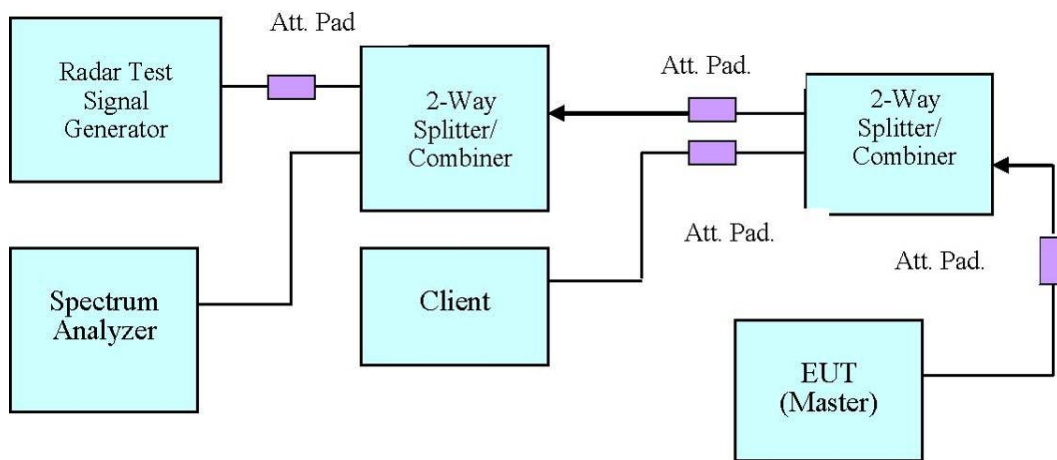 Att. Pad
Radar Test
Signal
Generator
2-Way
Splitter/
Combiner
Att. Pad.
2-Way
Splitter/
Combiner
Att. Pad.
Att. Pad.
Spectrum
Analyzer
Client
EUT
(Master)